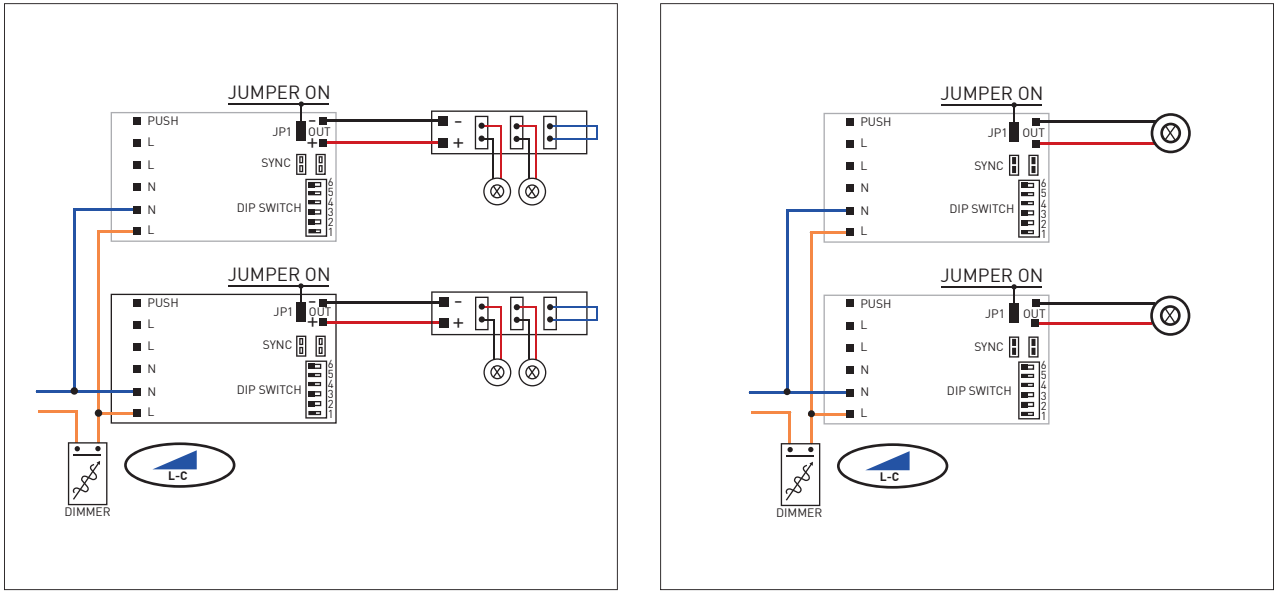 JUMPER ON
PUSH
L
L
N
N
L
JP1
- OUT +
SYNC
DIP SWITCH
6
5
4
3
2
1
-
+
JUMPER ON
PUSH
L
L
N
N
L
JP1
- OUT +
SYNC
DIP SWITCH
6
5
4
3
2
1
-
+
L-C
DIMMER
JUMPER ON
PUSH
L
L
N
N
L
JP1
OUT
SYNC
DIP SWITCH
6
5
4
3
2
1
JUMPER ON
PUSH
L
L
N
N
L
JP1
OUT
SYNC
DIP SWITCH
6
5
4
3
2
1
L-C
DIMMER